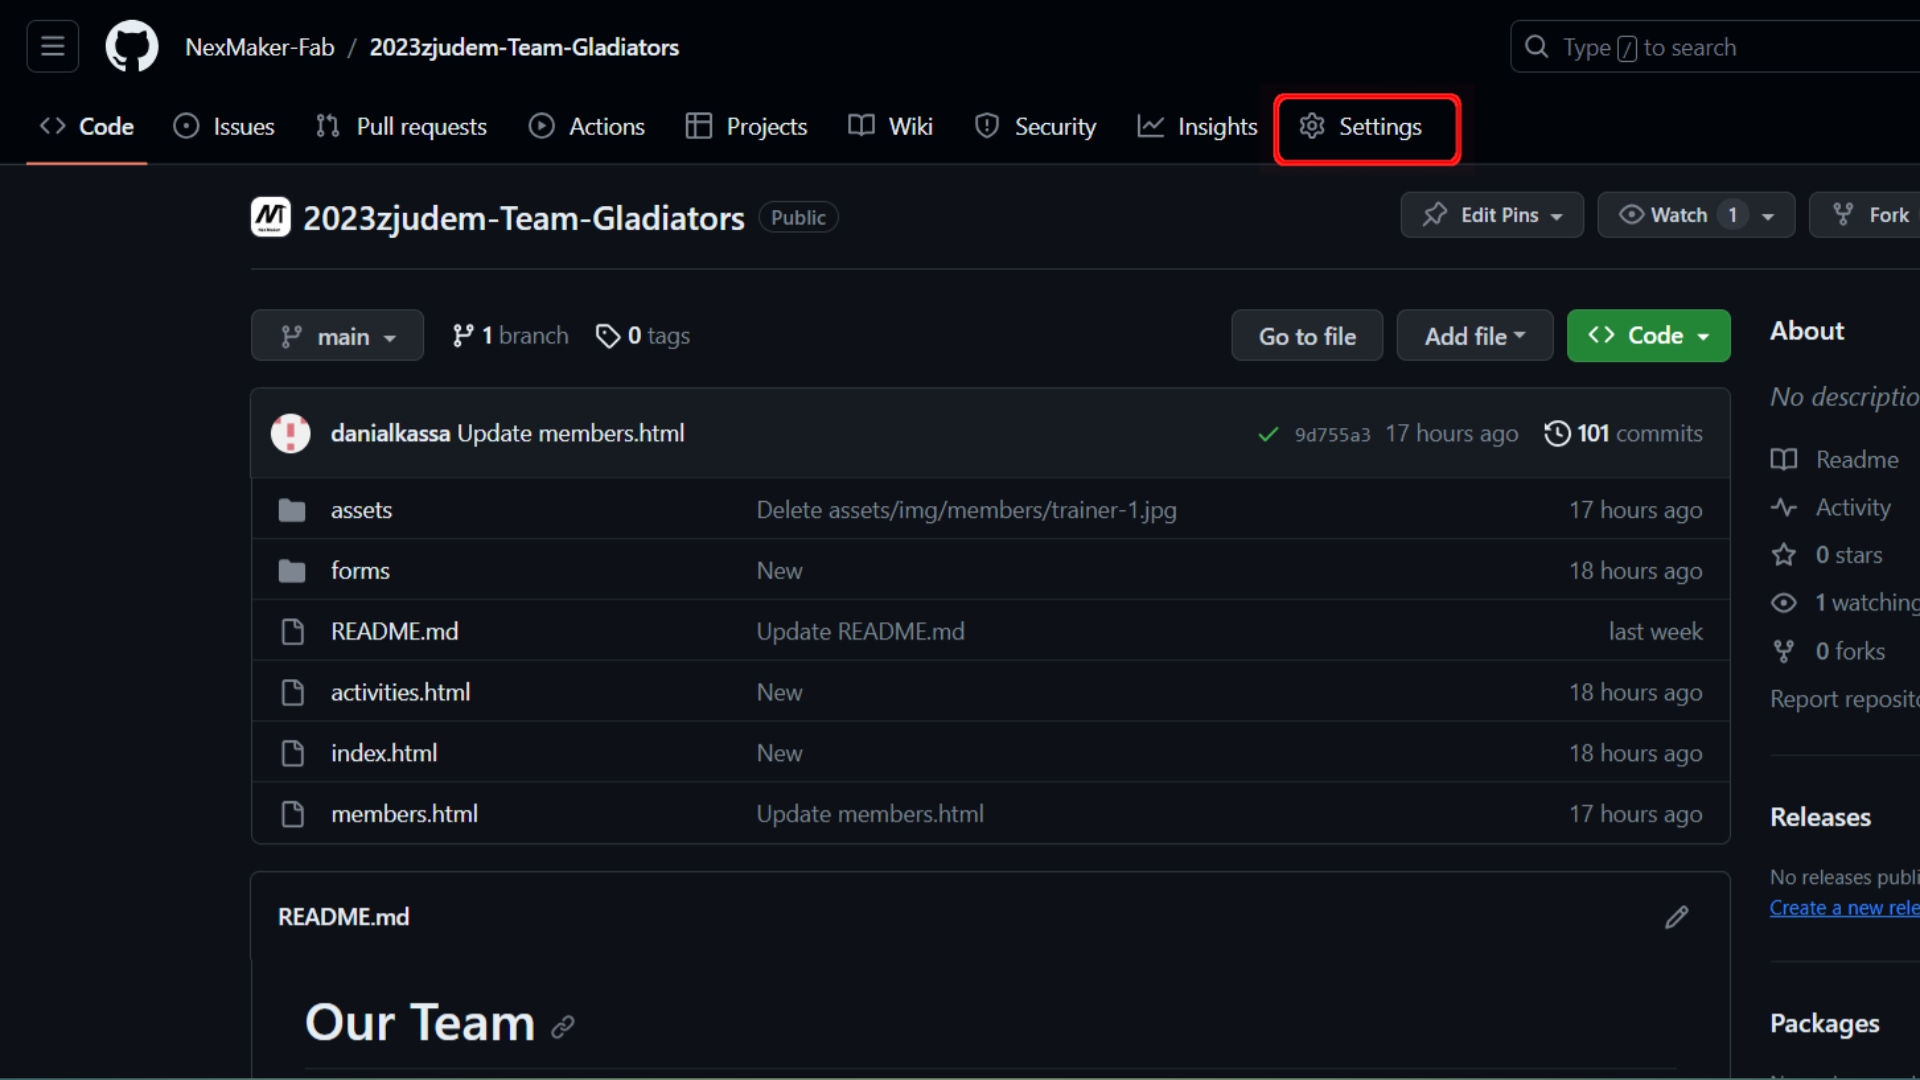 NexMaker-Fab / 2023zjudem-Team-Gladiators
Type / to search
Code Issues Pull requests Actions Projects Wiki Security Insights Settings
2023zjudem-Team-Gladiators Public
Edit Pins Watch 1 Fork
main 1 branch 0 tags Go to file Add file Code
danialkassa Update members.html 9d755a3 17 hours ago 101 commits
assets Delete assets/img/members/trainer-1.jpg 17 hours ago
forms New 18 hours ago
README.md Update README.md last week
activities.html New 18 hours ago
index.html New 18 hours ago
members.html Update members.html 17 hours ago
README.md
Our Team
About
No descriptio
Readme
Activity
0 stars
1 watching
0 forks
Report reposito
Releases
No releases publi
Create a new rele
Packages